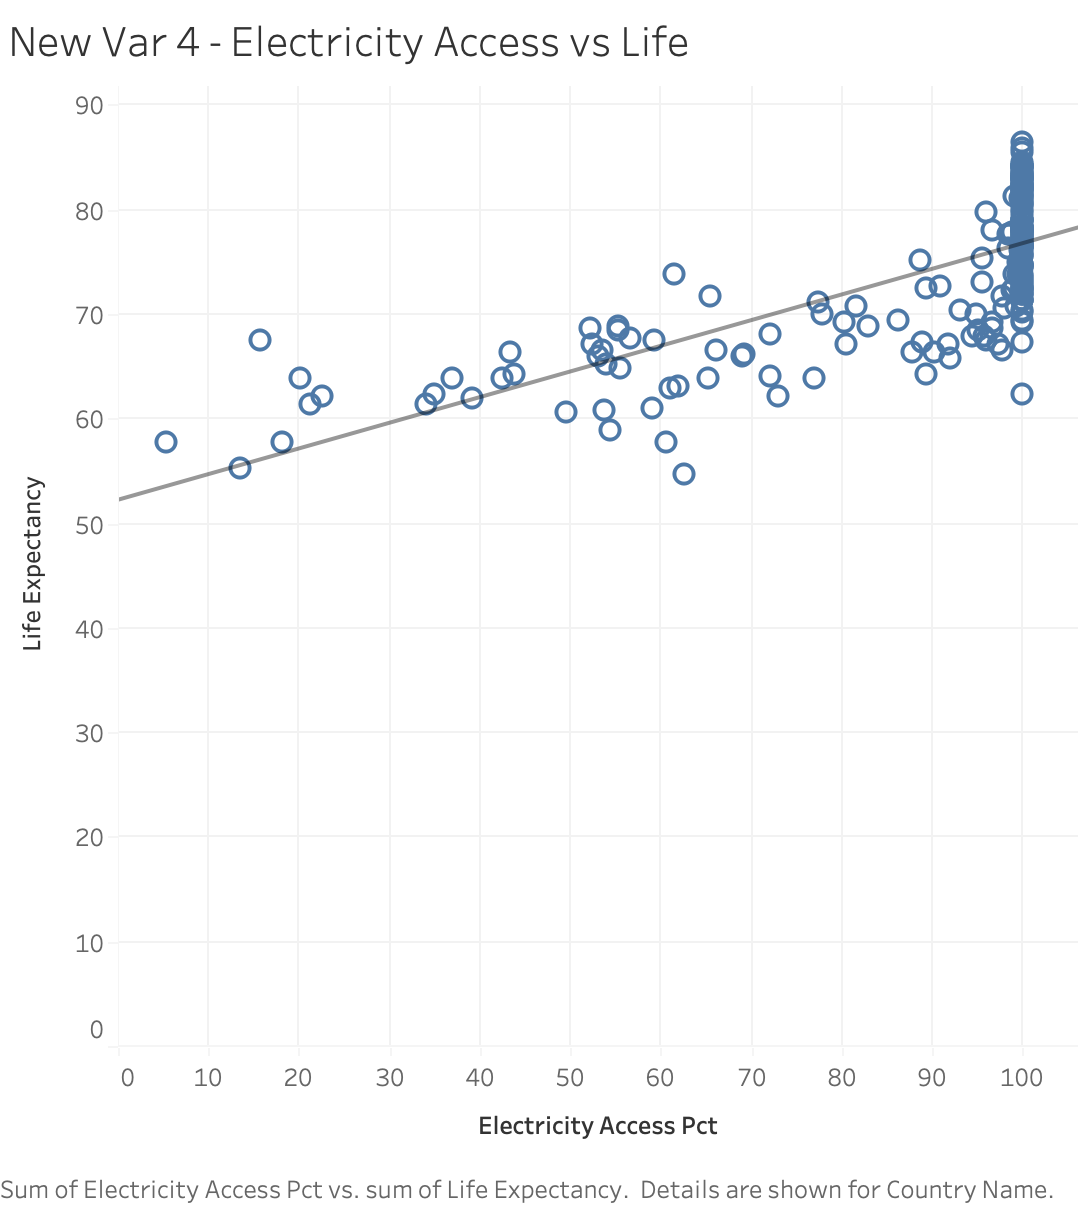 New Var 4 - Electricity Access vs Life
90
80
70
60
50
40
30
20
10
0
Life Expectancy
0 10 20 30 40 50 60 70 80 90 100
Electricity Access Pct
Sum of Electricity Access Pct vs. sum of Life Expectancy.  Details are shown for Country Name.